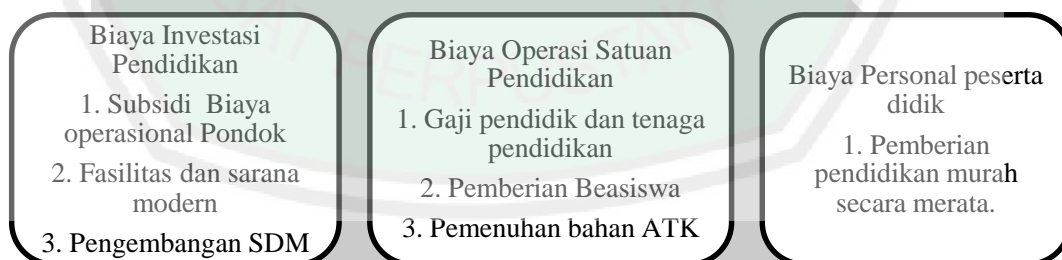 Biaya Investasi
Pendidikan
1. Subsidi Biaya
operasional Pondok
2. Fasilitas dan sarana
modern
3. Pengembangan SDM
Biaya Operasi Satuan
Pendidikan
1. Gaji pendidik dan tenaga
pendidikan
2. Pemberian Beasiswa
3. Pemenuhan bahan ATK
Biaya Personal peserta
didik
1. Pemberian
pendidikan murah
secara merata.